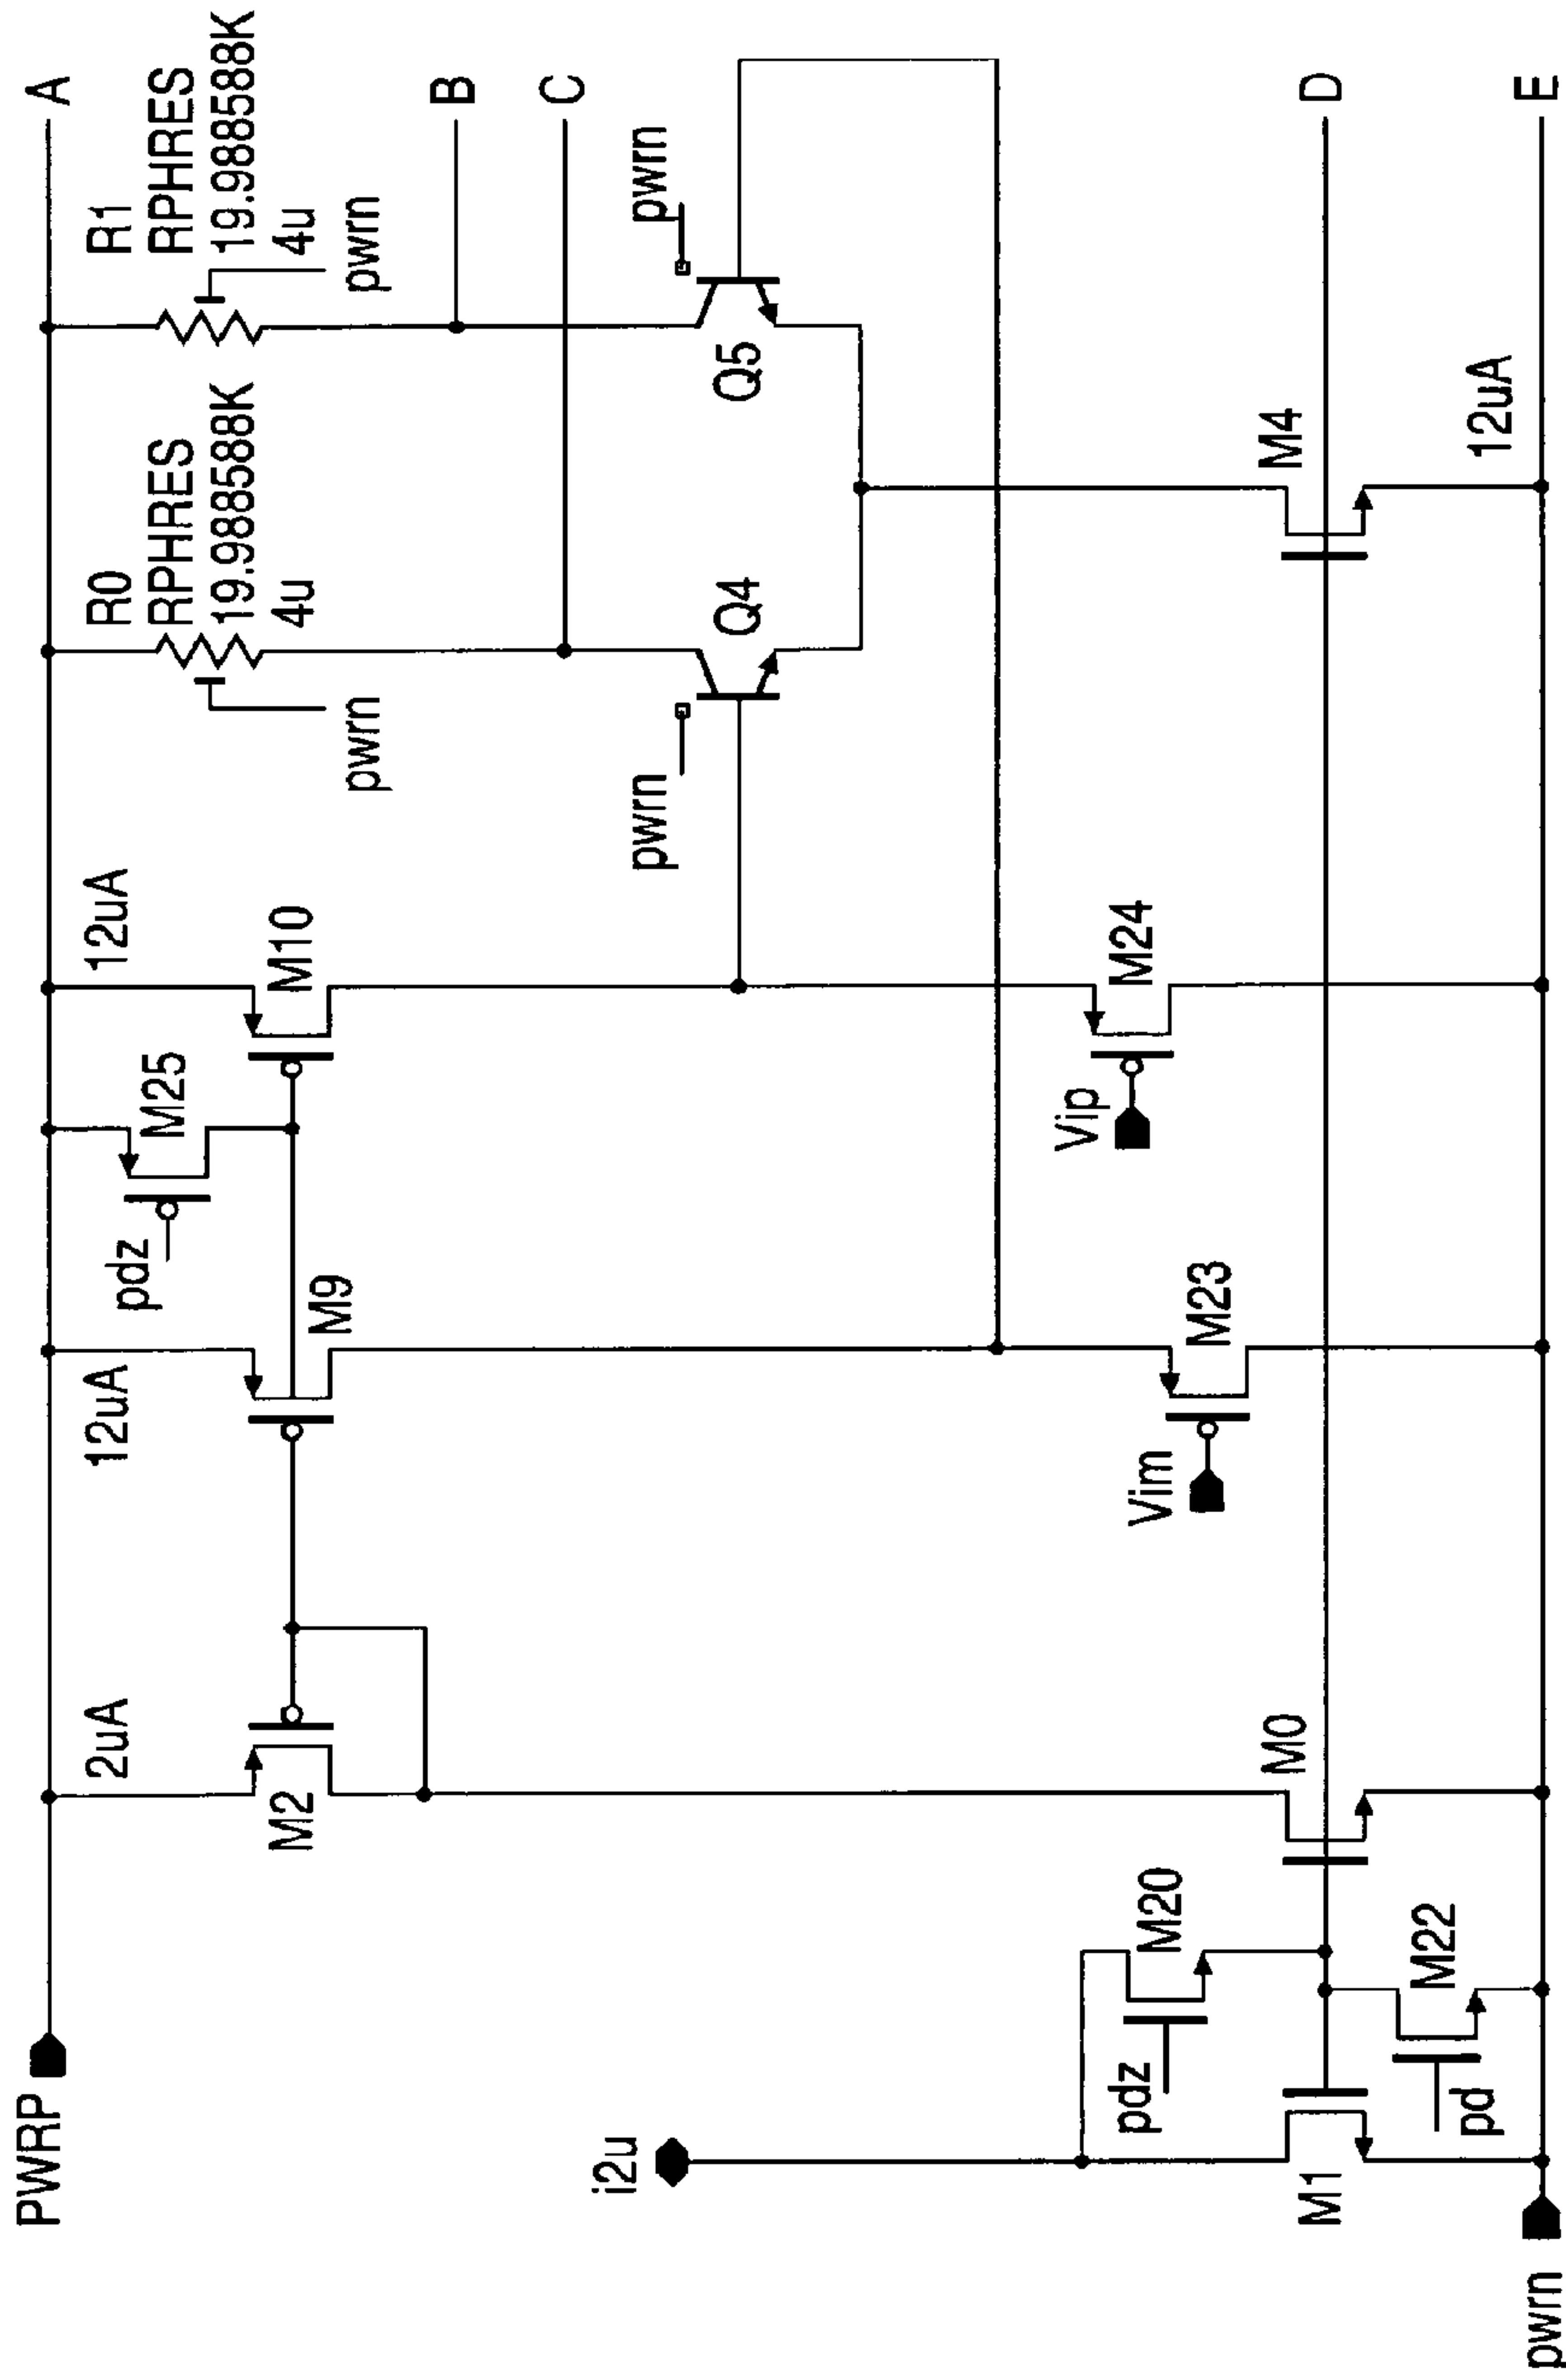 A
R1
RPHRES
19.988588K
4u
pwrn
R0
RPHRES
19.988588K
4u
pwrn
B
C
pwrn
Q5
pwrn
Q4
12uA
M10
M25
pdz
12uA
M9
2uA
M2
PWRP
D
E
M4
12uA
M24
Vip
M23
Vim
M0
M20
pdz
M22
pd
i2u
M1
pwrn